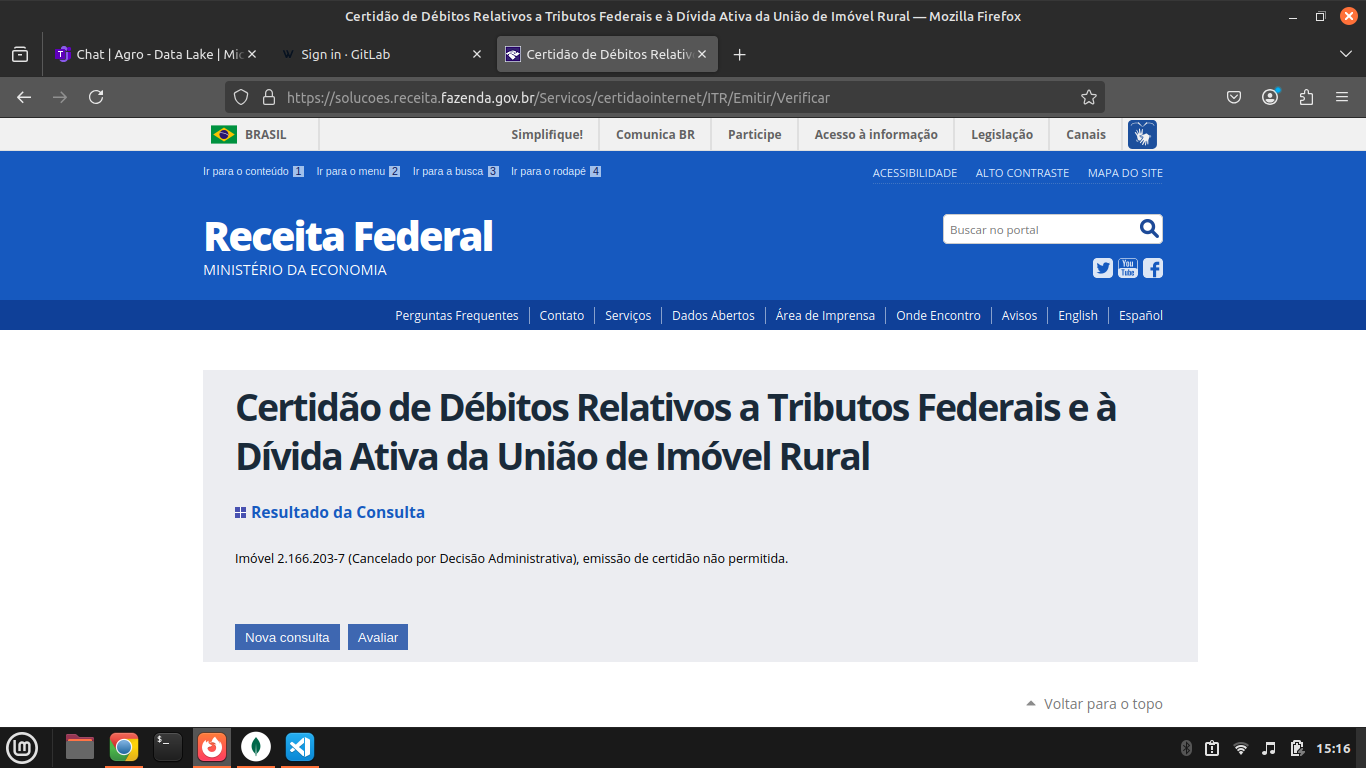 Certidão de Débitos Relativos a Tributos Federais e à Dívida Ativa da União de Imóvel Rural — Mozilla Firefox
Chat | Agro - Data Lake | Mic
Sign in · GitLab
Certidão de Débitos Relativ
https://solucoes.receita.fazenda.gov.br/Servicos/certidaointernet/ITR/Emitir/Verificar
BRASIL
Simplifique!
Comunica BR
Participe
Acesso à informação
Legislação
Canais
Ir para o conteúdo 1
Ir para o menu 2
Ir para a busca 3
Ir para o rodapé 4
ACESSIBILIDADE
ALTO CONTRASTE
MAPA DO SITE
Receita Federal
MINISTÉRIO DA ECONOMIA
Buscar no portal
You
Tube
Perguntas Frequentes
Contato
Serviços
Dados Abertos
Área de Imprensa
Onde Encontro
Avisos
English
Español
Certidão de Débitos Relativos a Tributos Federais e à
Dívida Ativa da União de Imóvel Rural
Resultado da Consulta
Imóvel 2.166.203-7 (Cancelado por Decisão Administrativa), emissão de certidão não permitida.
Nova consulta
Avaliar
Voltar para o topo
15:16